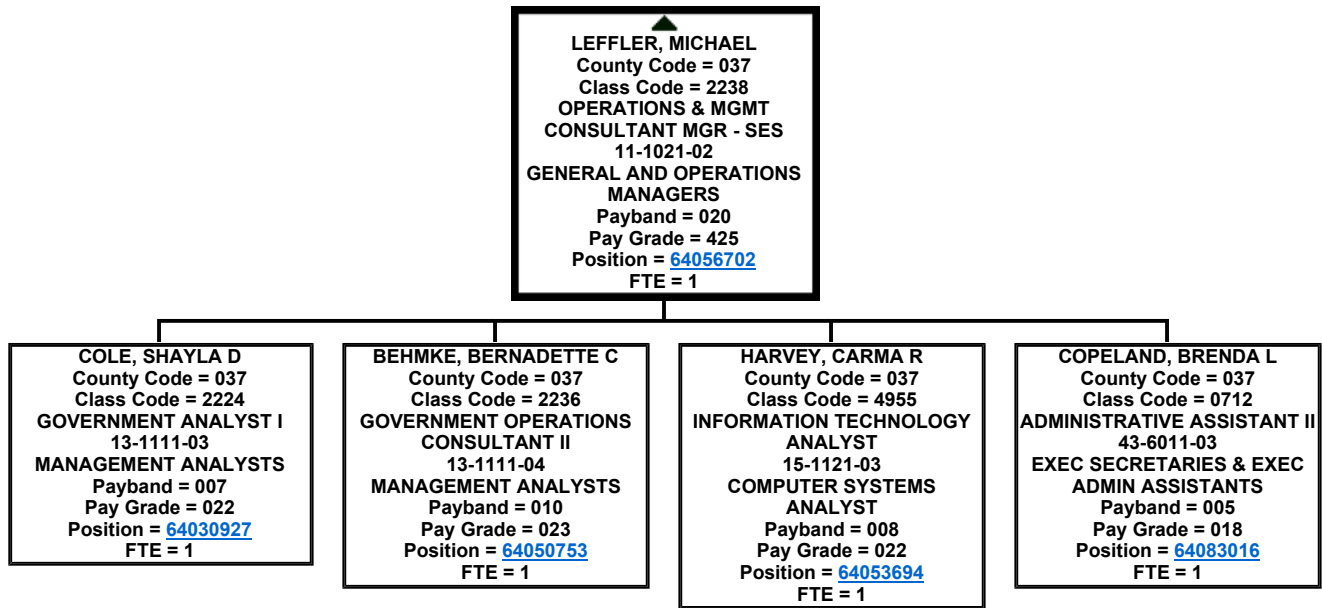 LEFFLER, MICHAEL
County Code = 037
Class Code = 2238
OPERATIONS & MGMT
CONSULTANT MGR - SES
11-1021-02
GENERAL AND OPERATIONS
MANAGERS
Payband = 020
Pay Grade = 425
Position = 64056702
FTE = 1
COLE, SHAYLA D
County Code = 037
Class Code = 2224
GOVERNMENT ANALYST I
13-1111-03
MANAGEMENT ANALYSTS
Payband = 007
Pay Grade = 022
Position = 64030927
FTE = 1
BEHMKE, BERNADETTE C
County Code = 037
Class Code = 2236
GOVERNMENT OPERATIONS
CONSULTANT II
13-1111-04
MANAGEMENT ANALYSTS
Payband = 010
Pay Grade = 023
Position = 64050753
FTE = 1
HARVEY, CARMA R
County Code = 037
Class Code = 4955
INFORMATION TECHNOLOGY
ANALYST
15-1121-03
COMPUTER SYSTEMS
ANALYST
Payband = 008
Pay Grade = 022
Position = 64053694
FTE = 1
COPELAND, BRENDA L
County Code = 037
Class Code = 0712
ADMINISTRATIVE ASSISTANT II
43-6011-03
EXEC SECRETARIES & EXEC
ADMIN ASSISTANTS
Payband = 005
Pay Grade = 018
Position = 64083016
FTE = 1